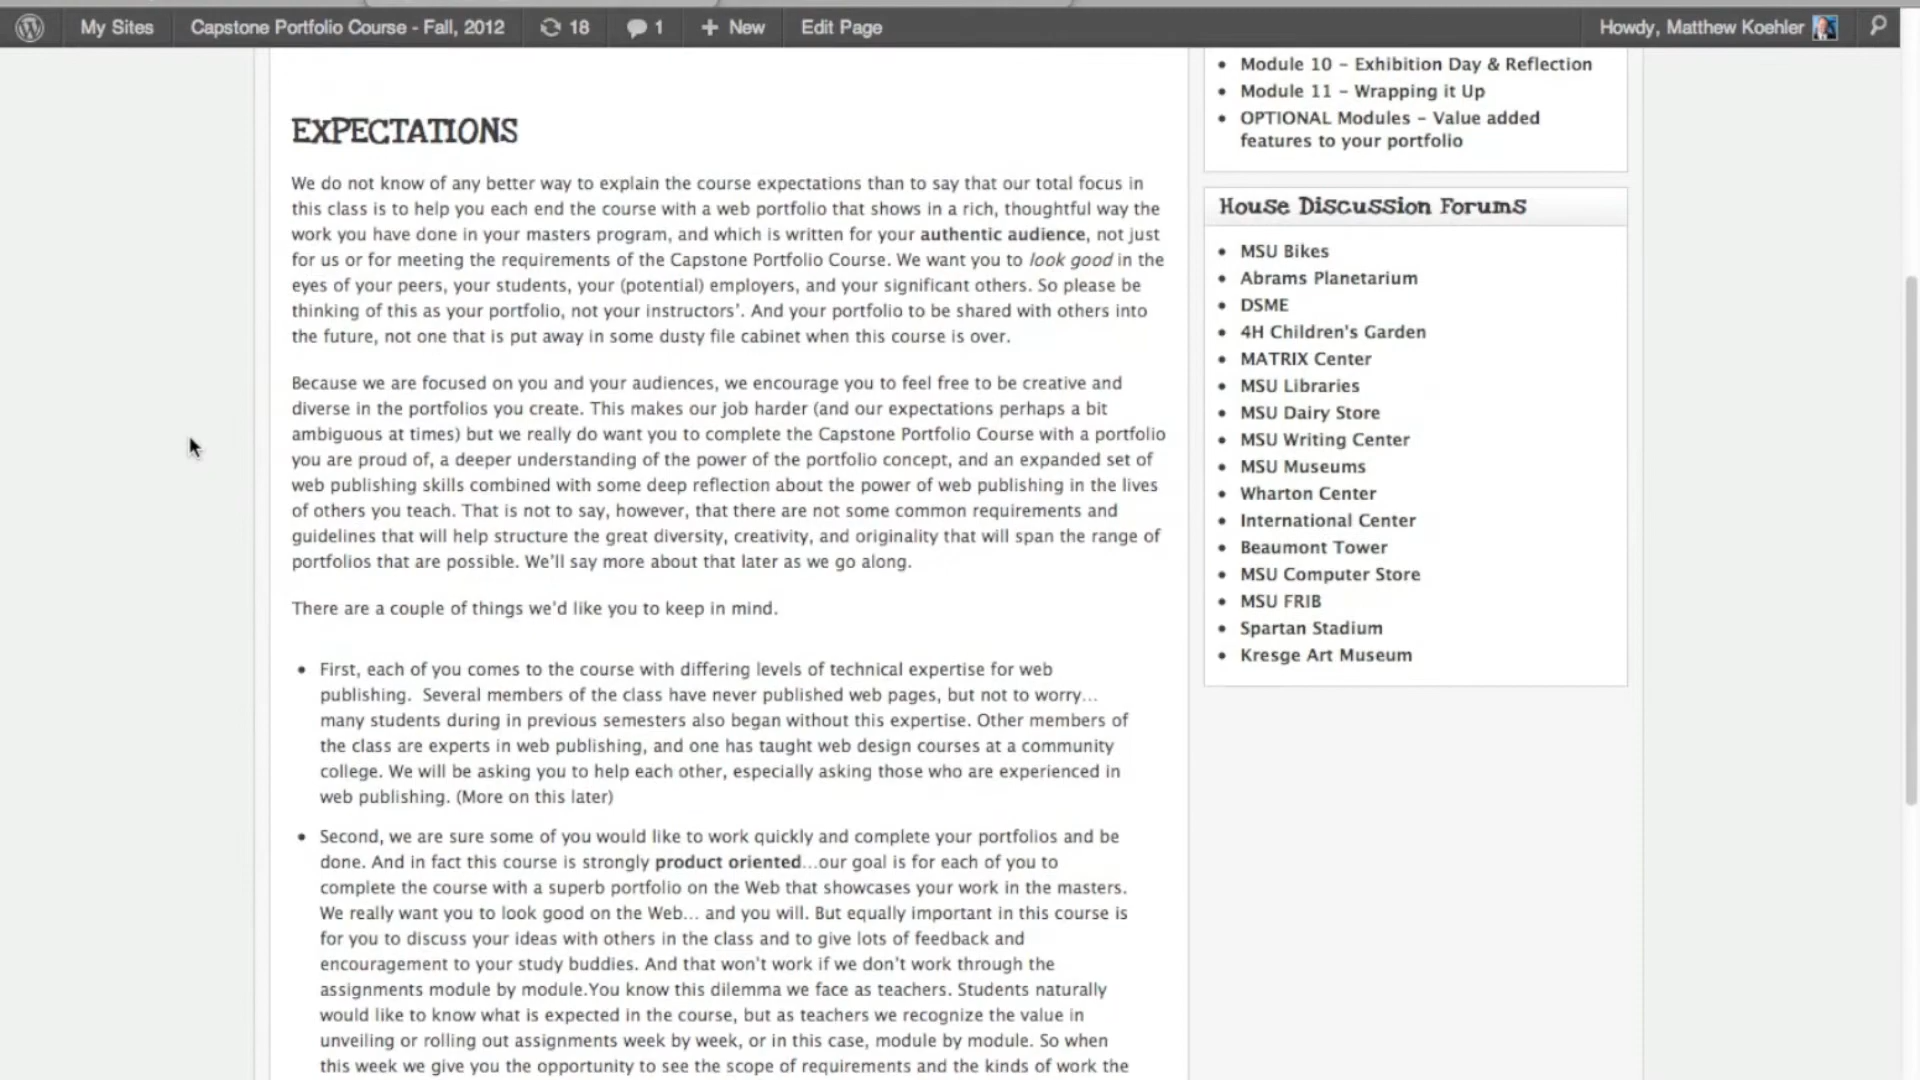 My Sites
Capstone Portfolio Course - Fall, 2012
18
1
New
Edit Page
Howdy, Matthew Koehler
EXPECTATIONS
We do not know of any better way to explain the course expectations than to say that our total focus in
this class is to help you each end the course with a web portfolio that shows in a rich, thoughtful way the
work you have done in your masters program, and which is written for your authentic audience, not just
for us or for meeting the requirements of the Capstone Portfolio Course. We want you to look good in the
eyes of your peers, your students, your (potential) employers, and your significant others. So please be
thinking of this as your portfolio, not your instructors'. And your portfolio to be shared with others into
the future, not one that is put away in some dusty file cabinet when this course is over.
Because we are focused on you and your audiences, we encourage you to feel free to be creative and
diverse in the portfolios you create. This makes our job harder (and our expectations perhaps a bit
ambiguous at times) but we really do want you to complete the Capstone Portfolio Course with a portfolio
you are proud of, a deeper understanding of the power of the portfolio concept, and an expanded set of
web publishing skills combined with some deep reflection about the power of web publishing in the lives
of others you teach. That is not to say, however, that there are not some common requirements and
guidelines that will help structure the great diversity, creativity, and originality that will span the range of
portfolios that are possible. We'll say more about that later as we go along.
There are a couple of things we'd like you to keep in mind.
• First, each of you comes to the course with differing levels of technical expertise for web
publishing. Several members of the class have never published web pages, but not to worry...
many students during in previous semesters also began without this expertise. Other members of
the class are experts in web publishing, and one has taught web design courses at a community
college. We will be asking you to help each other, especially asking those who are experienced in
web publishing. (More on this later)
• Second, we are sure some of you would like to work quickly and complete your portfolios and be
done. And in fact this course is strongly product oriented...our goal is for each of you to
complete the course with a superb portfolio on the Web that showcases your work in the masters.
We really want you to look good on the Web... and you will. But equally important in this course is
for you to discuss your ideas with others in the class and to give lots of feedback and
encouragement to your study buddies. And that won't work if we don't work through the
assignments module by module.You know this dilemma we face as teachers. Students naturally
would like to know what is expected in the course, but as teachers we recognize the value in
unveiling or rolling out assignments week by week, or in this case, module by module. So when
this week we give you the opportunity to see the scope of requirements and the kinds of work the
• Module 10 – Exhibition Day & Reflection
• Module 11 – Wrapping it Up
• OPTIONAL Modules – Value added
features to your portfolio
House Discussion Forums
• MSU Bikes
• Abrams Planetarium
• DSME
• 4H Children's Garden
• MATRIX Center
• MSU Libraries
• MSU Dairy Store
• MSU Writing Center
• MSU Museums
• Wharton Center
• International Center
• Beaumont Tower
• MSU Computer Store
• MSU FRIB
• Spartan Stadium
• Kresge Art Museum